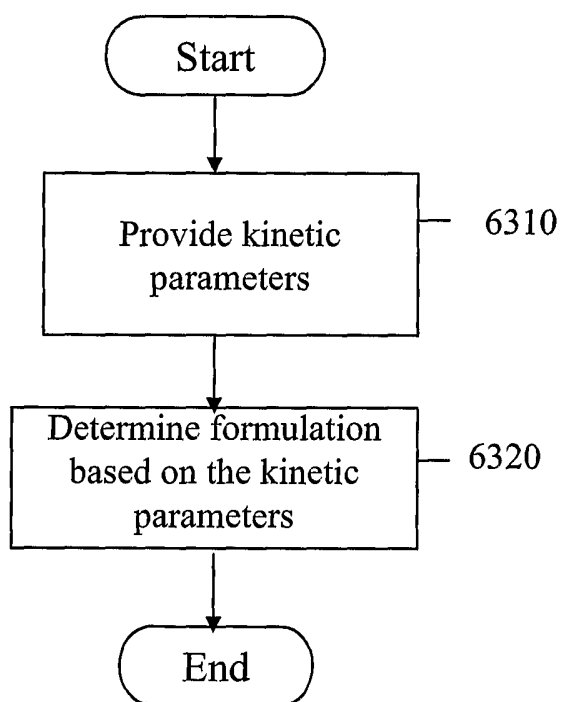 Start
Provide kinetic
parameters
6310
Determine formulation
based on the kinetic
parameters
6320
End